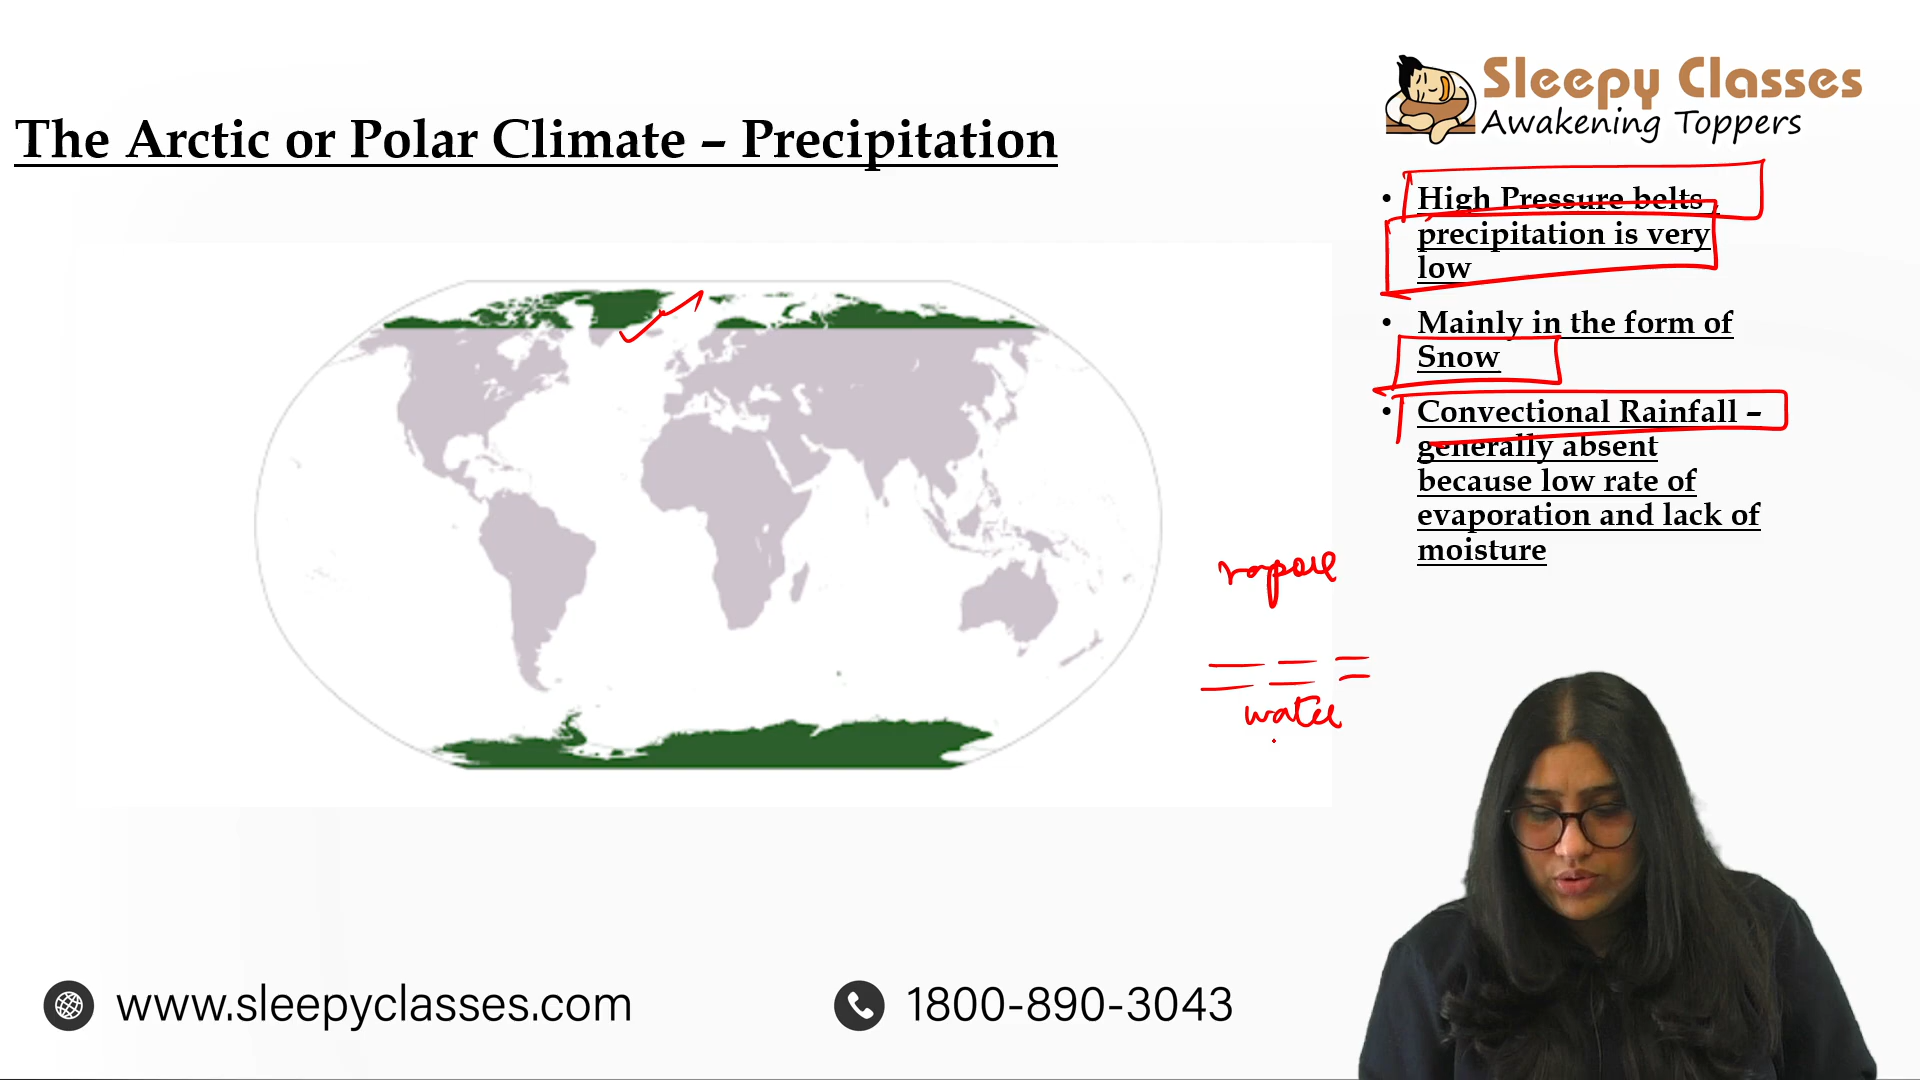 Sleepy Classes
Awakening Toppers
The Arctic or Polar Climate – Precipitation
• High Pressure belts
precipitation is very
low
• Mainly in the form of
Snow
• Convectional Rainfall –
generally absent
because low rate of
evaporation and lack of
moisture
water
www.sleepyclasses.com
1800-890-3043